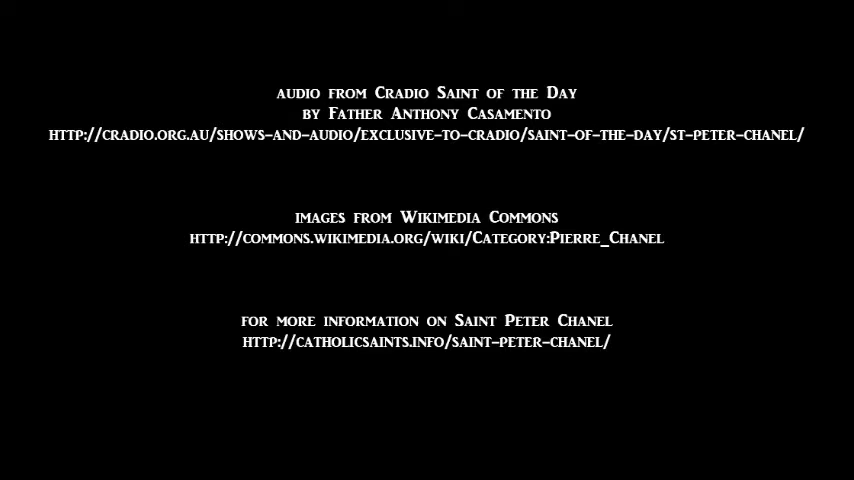 audio from Cradio Saint of the Day
by Father Anthony Casamento
http://cradio.org.au/shows-and-audio/exclusive-to-cradio/saint-of-the-day/st-peter-chanel/
images from Wikimedia Commons
http://commons.wikimedia.org/wiki/Category:Pierre_Chanel
for more information on Saint Peter Chanel
http://catholicsaints.info/saint-peter-chanel/